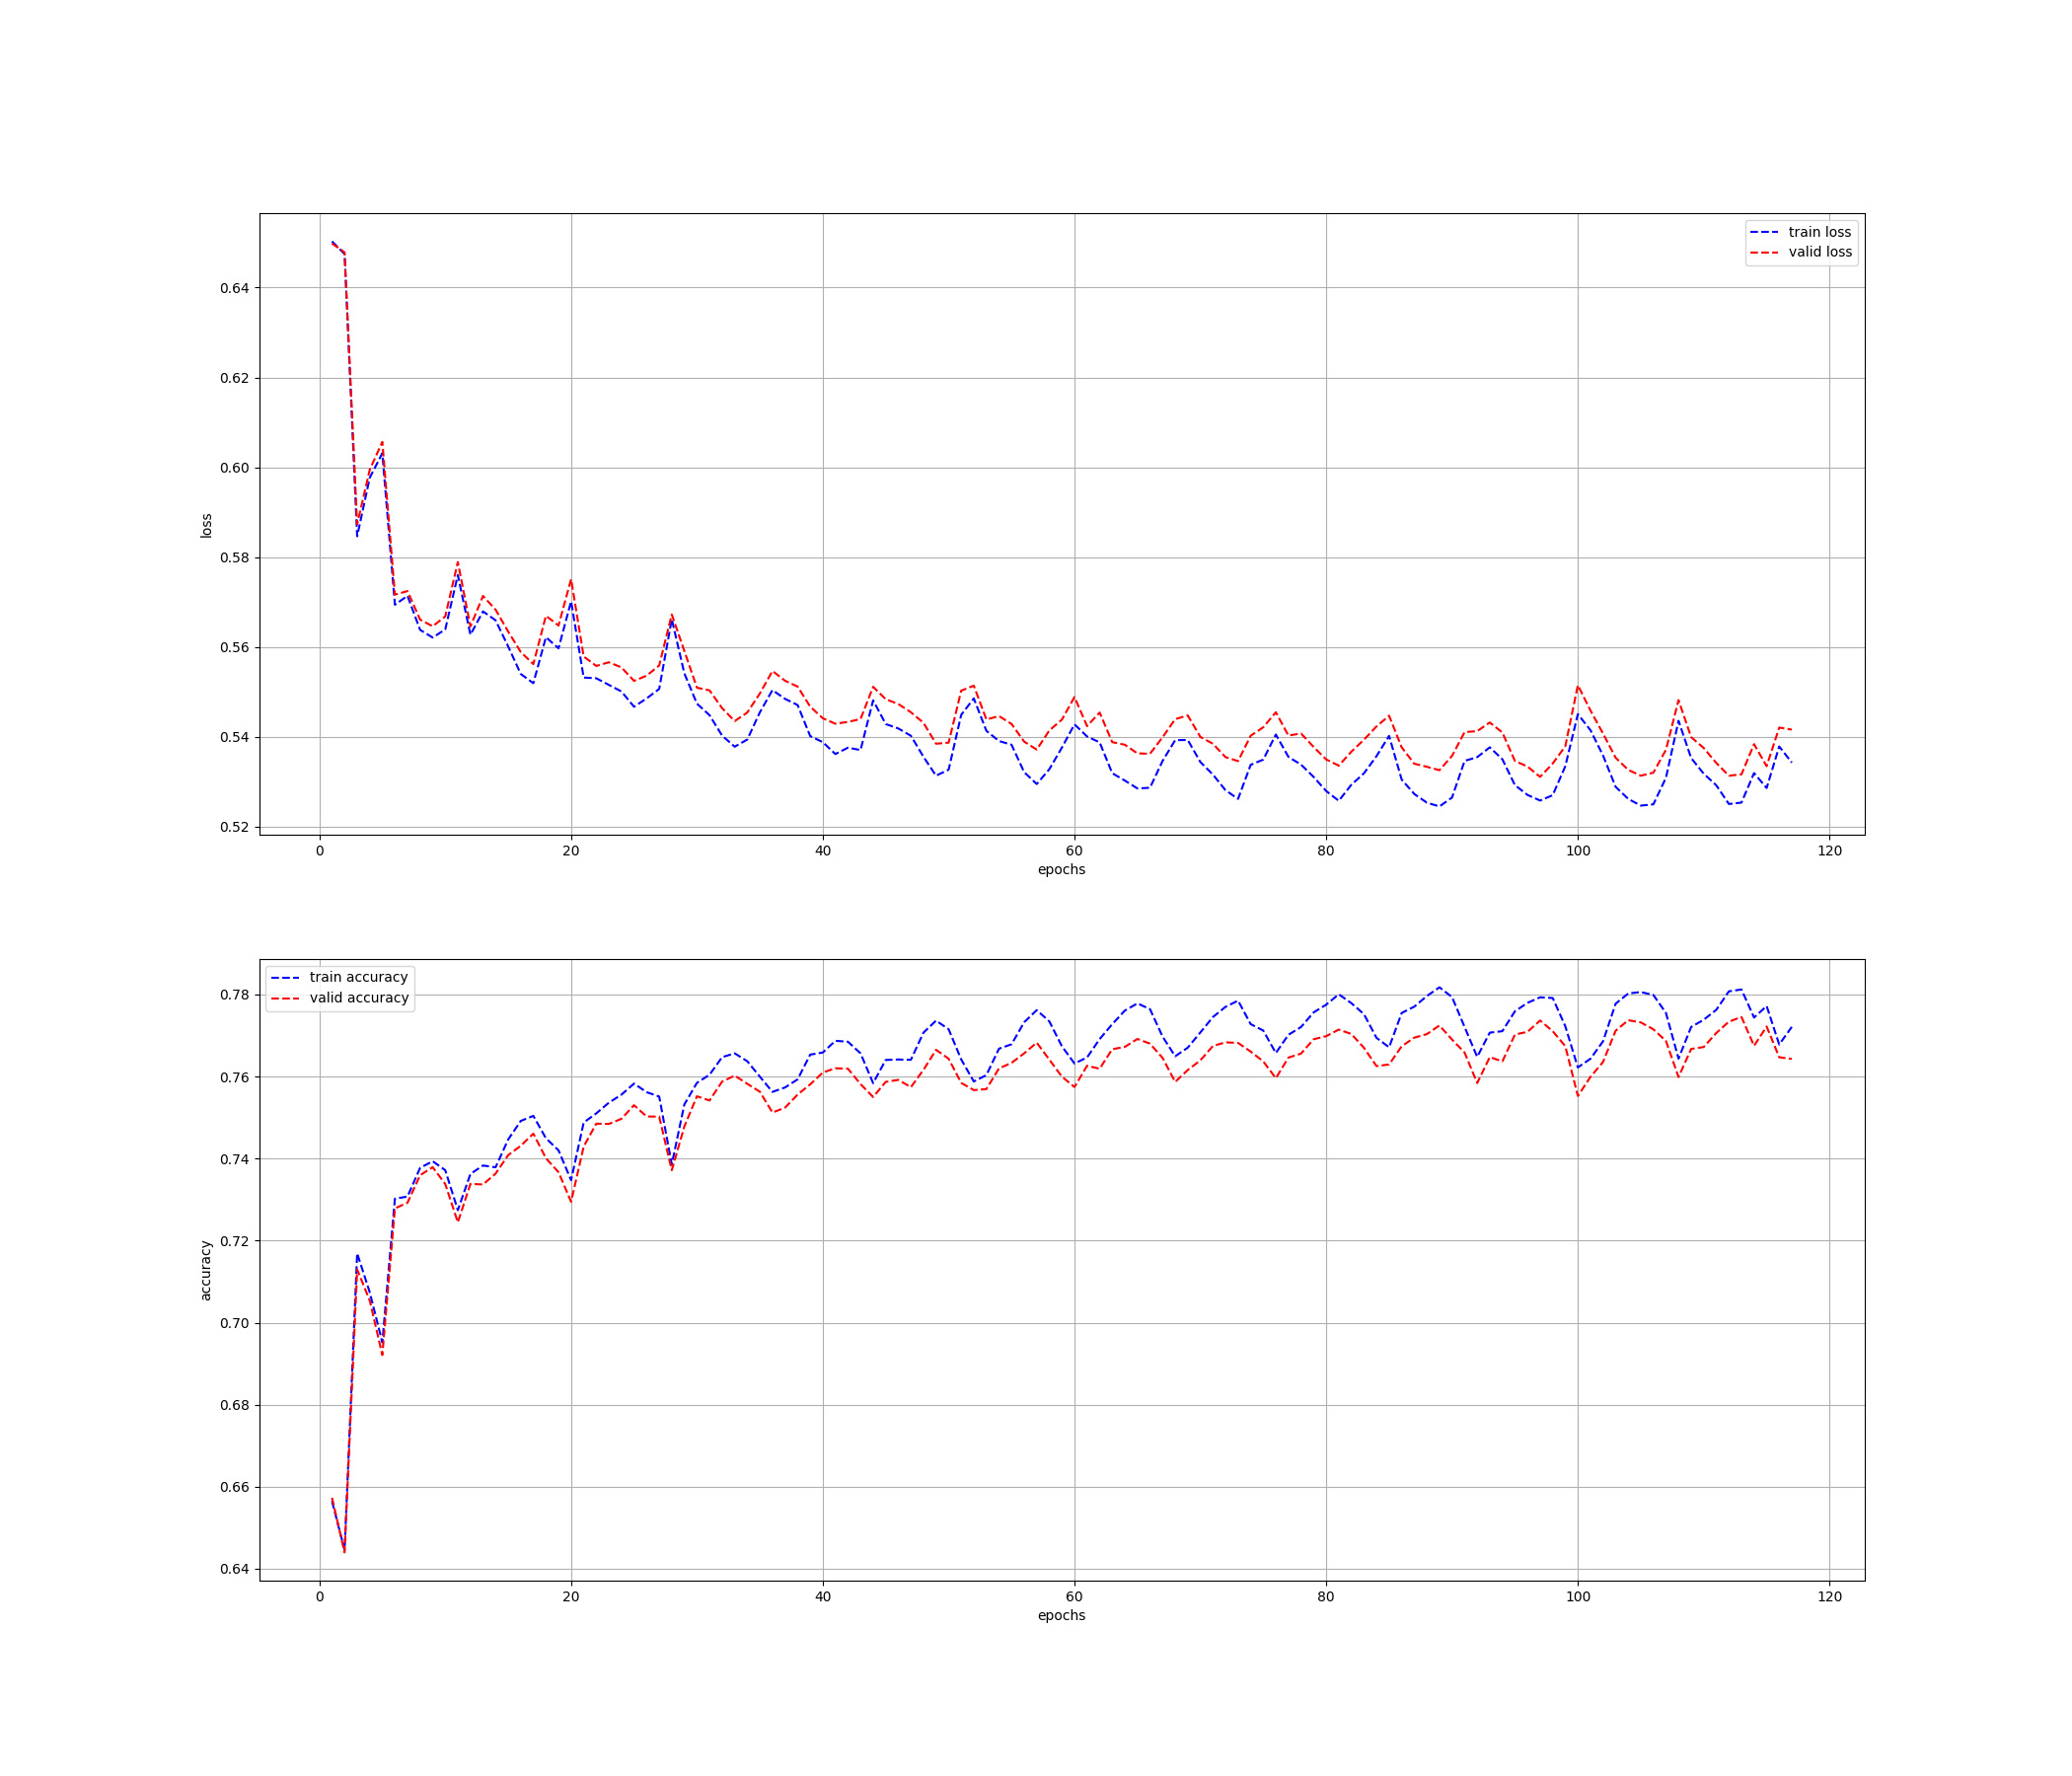 train loss
valid loss
0.64
0.62
0.60
0.58
0.56
0.54
0.52
loss
0 20 40 60 80 100 120
epochs
train accuracy
valid accuracy
0.78
0.76
0.74
0.72
0.70
0.68
0.66
0.64
accuracy
0 20 40 60 80 100 120
epochs